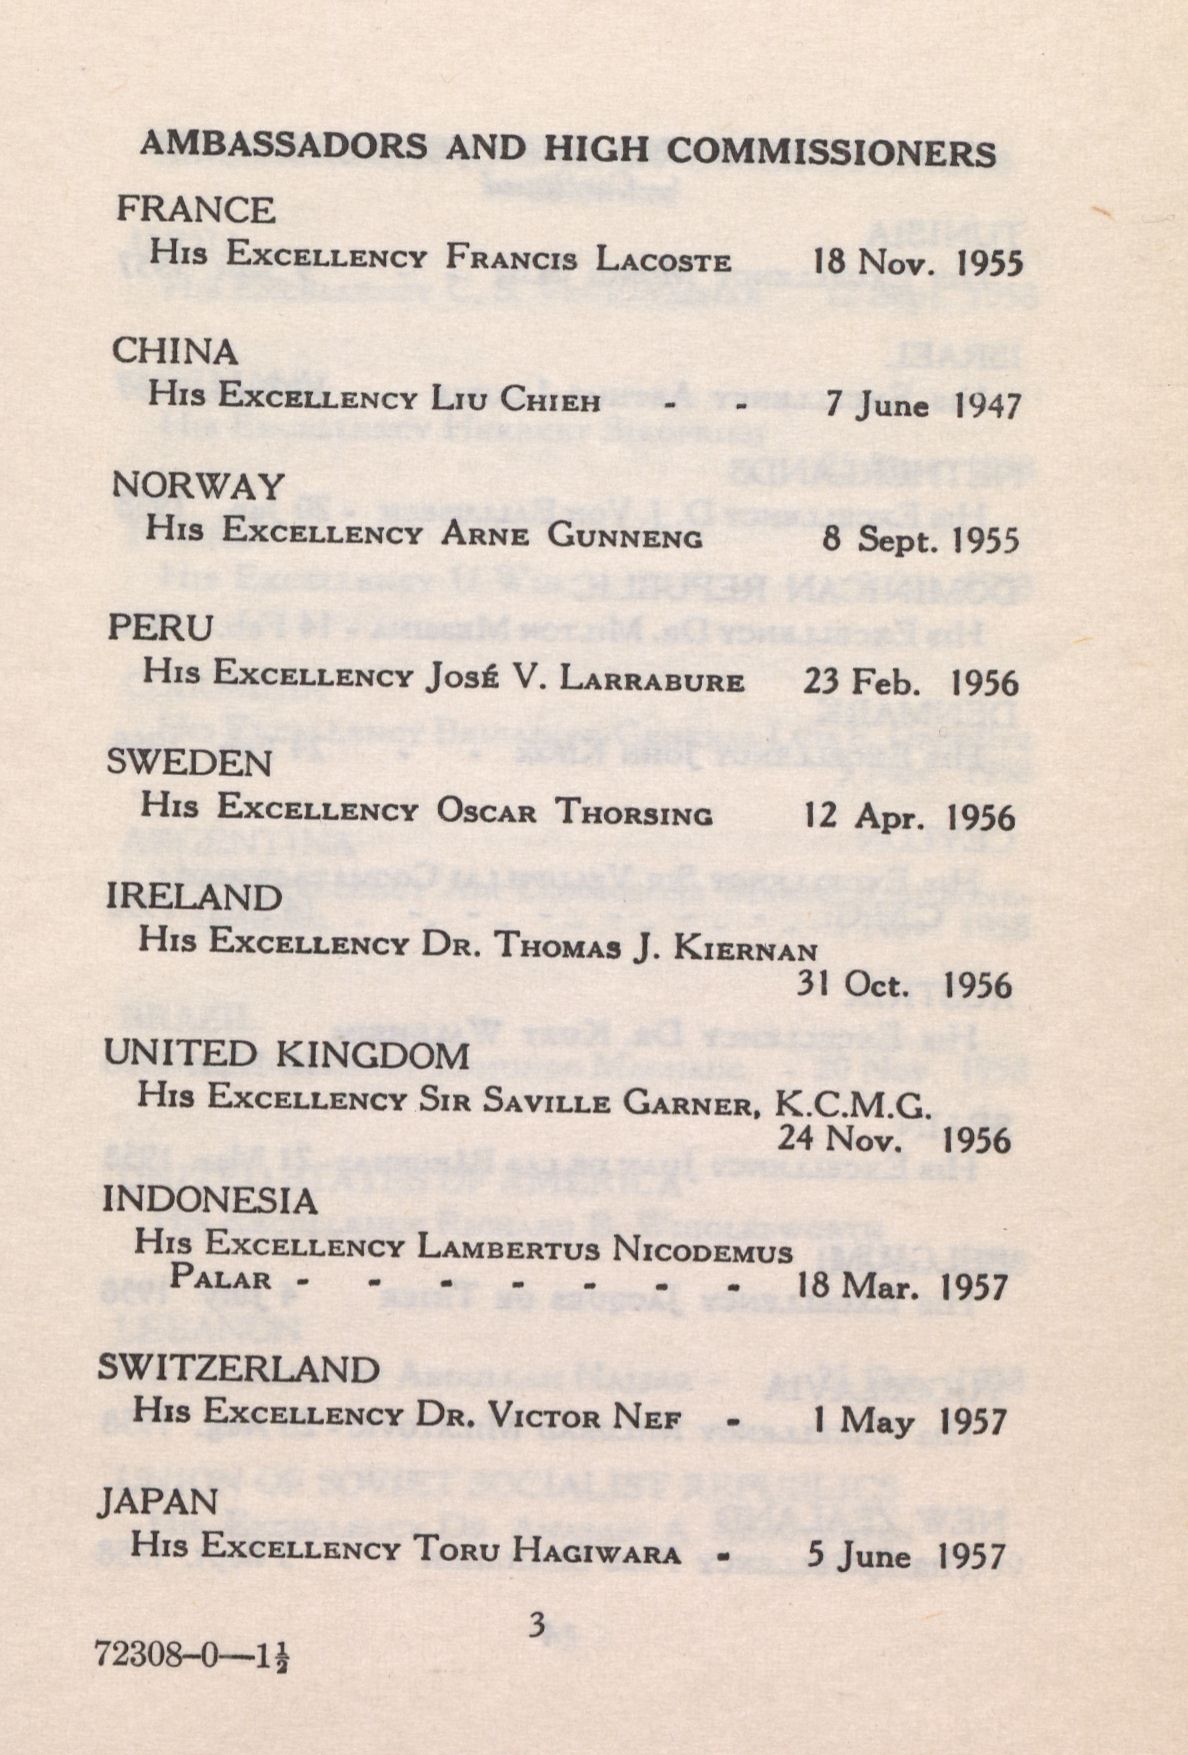 AMBASSADORS AND HIGH COMMISSIONERS
FRANCE
His Excellency Francis Lacoste 18 Nov. 1955
CHINA
His Excellency Liu Chieh - - 7 June 1947
NORWAY
His Excellency Arne Gunneng 8 Sept. 1955
PERU
His Excellency José V. Larrabure 23 Feb. 1956
SWEDEN
His Excellency Oscar Thorsing 12 Apr. 1956
IRELAND
His Excellency Dr. Thomas J. Kiernan
31 Oct. 1956
UNITED KINGDOM
His Excellency Sir Saville Garner, K.C.M.G.
24 Nov. 1956
INDONESIA
His Excellency Lambertus Nicodemus
Palar - - - - - - - 18 Mar. 1957
SWITZERLAND
His Excellency Dr. Victor Nef - 1 May 1957
JAPAN
His Excellency Toru Hagiwara - 5 June 1957
3
72308-0—1½